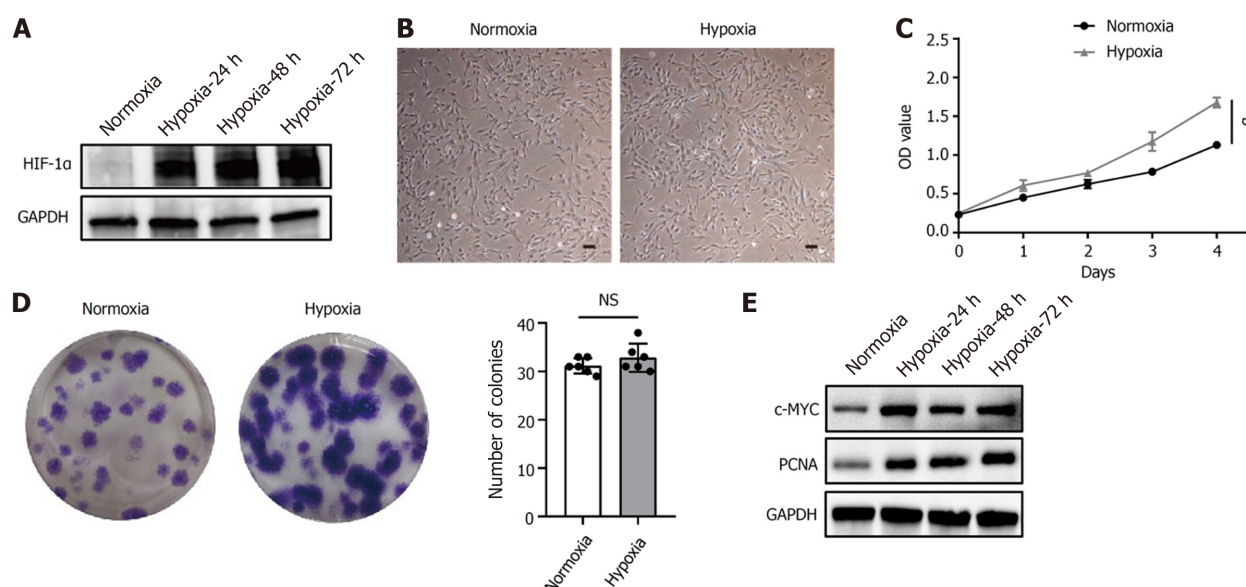 A
Normoxia
Hypoxia-24 h
Hypoxia-48 h
Hypoxia-72 h
HIF-1α
GAPDH
B
Normoxia
Hypoxia
C
Normoxia
Hypoxia
OD value
2.5
2.0
1.5
1.0
0.5
0.0
0
1
2
3
4
Days
a
D
Normoxia
Hypoxia
NS
Number of colonies
40
30
20
10
0
Normoxia
Hypoxia
E
Normoxia
Hypoxia-24 h
Hypoxia-48 h
Hypoxia-72 h
c-MYC
PCNA
GAPDH